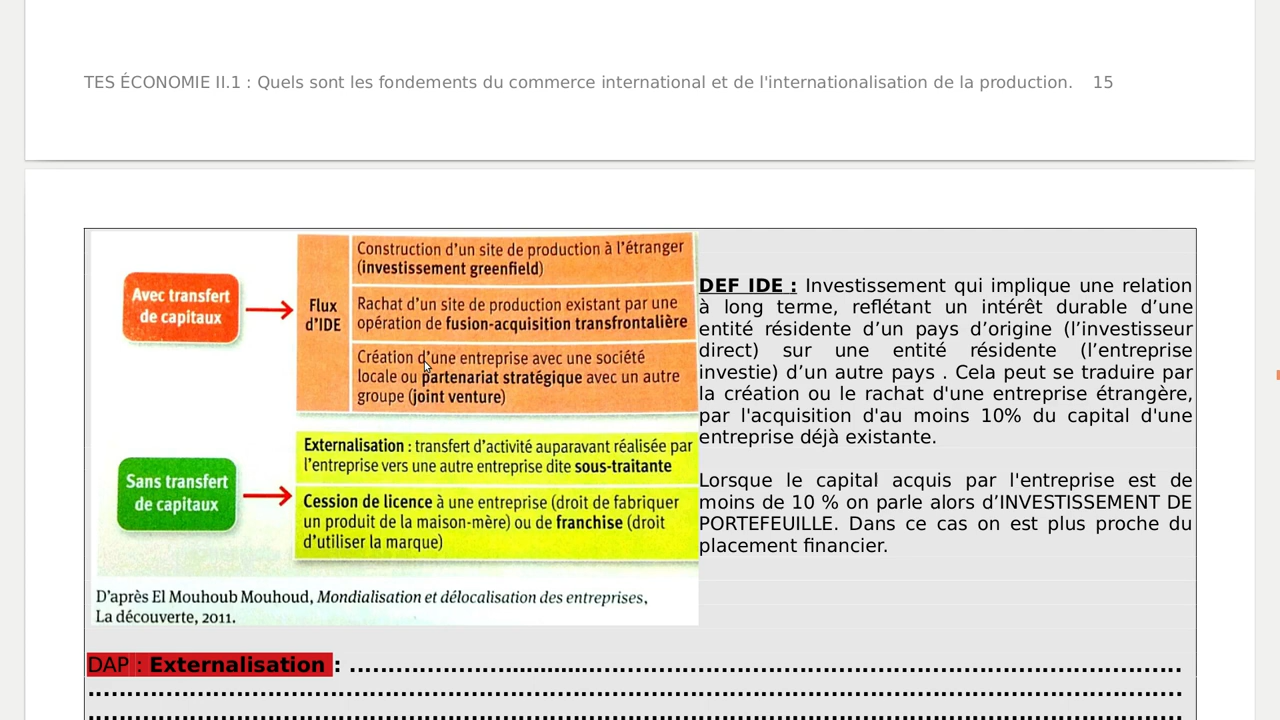 TES ÉCONOMIE II.1 : Quels sont les fondements du commerce international et de l'internationalisation de la production. 15
Avec transfert
de capitaux
Flux
d’IDE
Construction d’un site de production à l’étranger
(investissement greenfield)
Rachat d’un site de production existant par une
opération de fusion-acquisition transfrontalière
Création d’une entreprise avec une société
locale ou partenariat stratégique avec un autre
groupe (joint venture)
Sans transfert
de capitaux
Externalisation : transfert d’activité auparavant réalisée par
l’entreprise vers une autre entreprise dite sous-traitante
Cession de licence à une entreprise (droit de fabriquer
un produit de la maison-mère) ou de franchise (droit
d’utiliser la marque)
D’après El Mouhoub Mouhoud, Mondialisation et délocalisation des entreprises,
La découverte, 2011.
DEF IDE : Investissement qui implique une relation
à long terme, reflétant un intérêt durable d’une
entité résidente d’un pays d’origine (l’investisseur
direct) sur une entité résidente (l’entreprise
investie) d’un autre pays . Cela peut se traduire par
la création ou le rachat d'une entreprise étrangère,
par l'acquisition d'au moins 10% du capital d'une
entreprise déjà existante.
Lorsque le capital acquis par l'entreprise est de
moins de 10 % on parle alors d’INVESTISSEMENT DE
PORTEFEUILLE. Dans ce cas on est plus proche du
placement financier.
DAP : Externalisation : ................................................................................
................................................................................
................................................................................